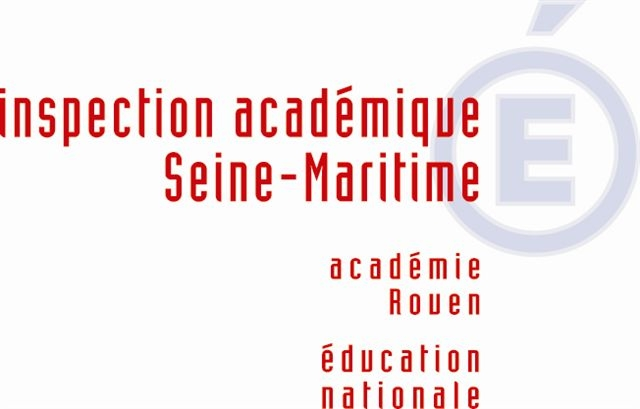 inspection académique
Seine-Maritime
É
académie
Rouen
éducation
nationale